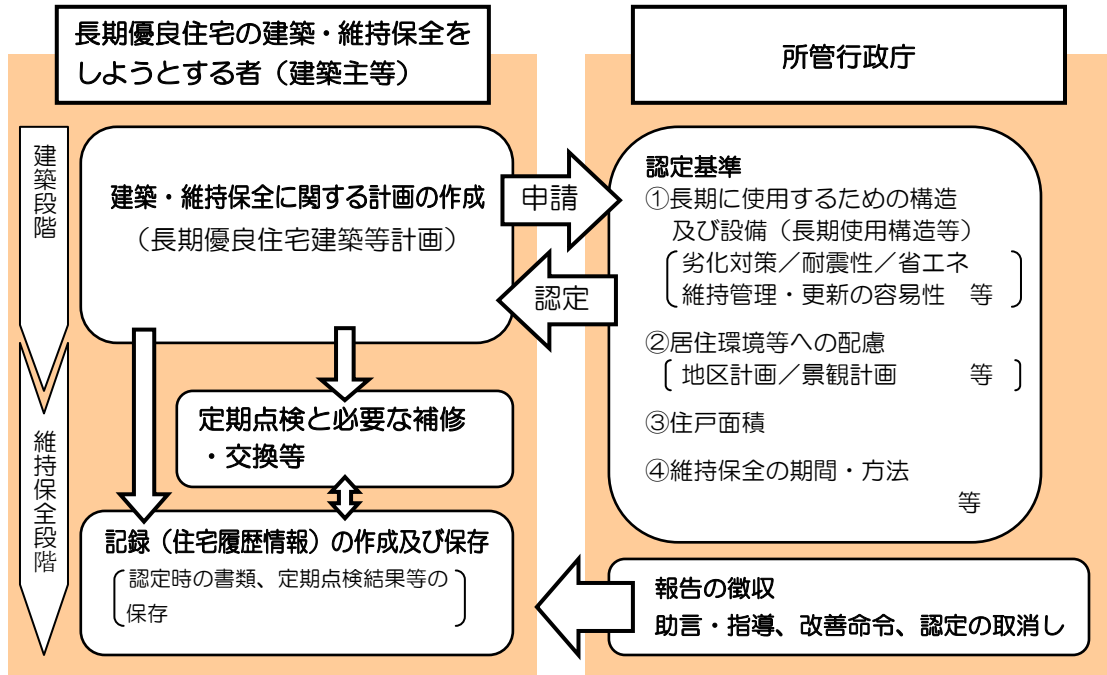 長期優良住宅の建築・維持保全を
しようとする者（建築主等）
所管行政庁
建築段階
建築・維持保全に関する計画の作成
（長期優良住宅建築等計画）
申請
認定
認定基準
①長期に使用するための構造
及び設備（長期使用構造等）
劣化対策／耐震性／省エネ
維持管理・更新の容易性　等
②居住環境等への配慮
地区計画／景観計画　　　等
③住戸面積
④維持保全の期間・方法
等
維持保全段階
定期点検と必要な補修
・交換等
記録（住宅履歴情報）の作成及び保存
認定時の書類、定期点検結果等の
保存
報告の徴収
助言・指導、改善命令、認定の取消し